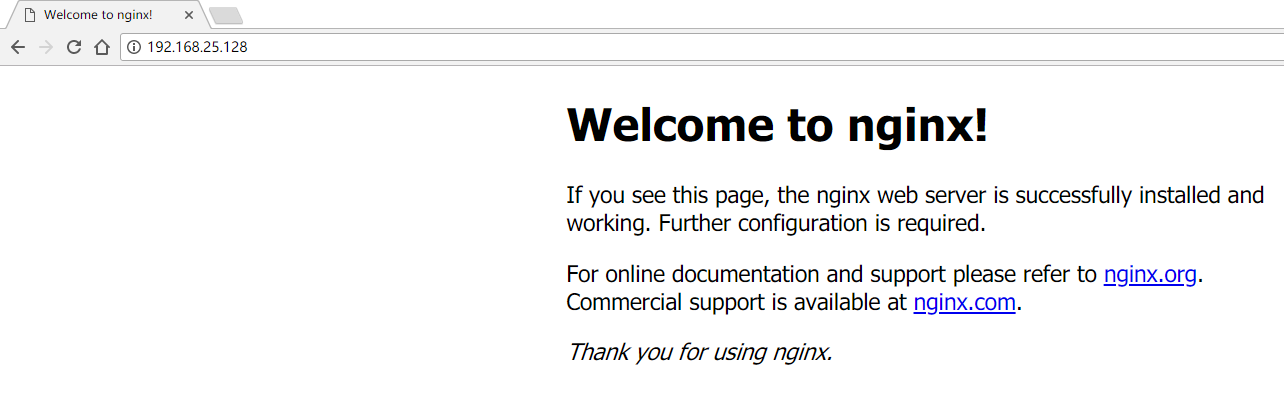 Welcome to nginx!
192.168.25.128
Welcome to nginx!
If you see this page, the nginx web server is successfully installed and
working. Further configuration is required.
For online documentation and support please refer to nginx.org.
Commercial support is available at nginx.com.
Thank you for using nginx.